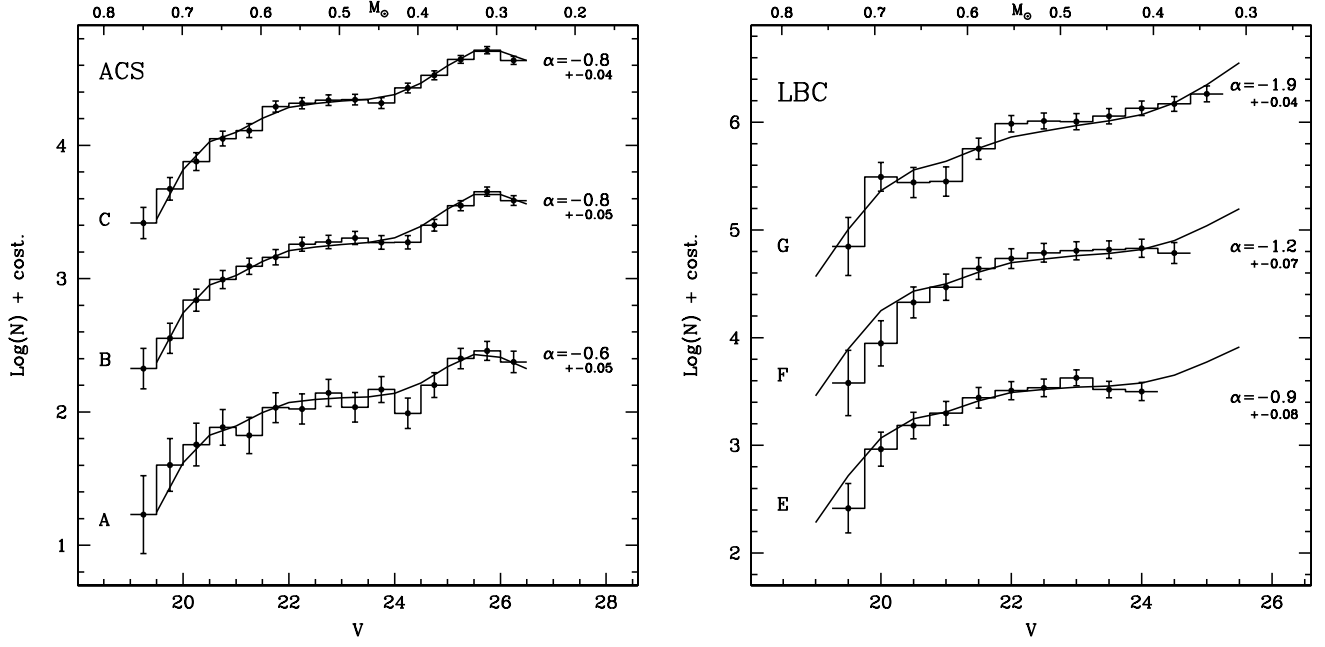 0.8 0.7 0.6 0.5 M⊙ 0.4 0.3 0.2
ACS
α=−0.8
+−0.04
4
C
α=−0.8
+−0.05
3
B
α=−0.6
+−0.05
2
A
1
Log(N) + cost.
20 22 24 26 28
V
0.8 0.7 0.6 M⊙ 0.5 0.4 0.3
LBC
α=−1.9
+−0.04
6
G
5
α=−1.2
+−0.07
4
F
α=−0.9
+−0.08
3
E
2
Log(N) + cost.
20 22 24 26
V